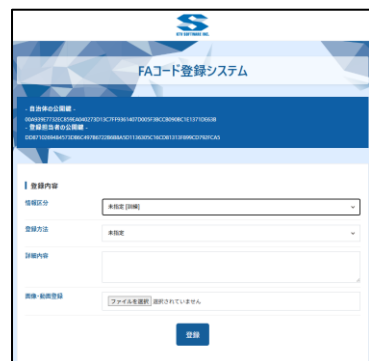 STS SOFTWARE INC.
FAコード登録システム
- 自治体の公開鍵 -
- 登録担当者の公開鍵 -
登録内容
情報区分
未指定 [詳細]
登録方法
未指定
詳細内容
画像・動画登録
ファイルを選択 選択されていません
登録